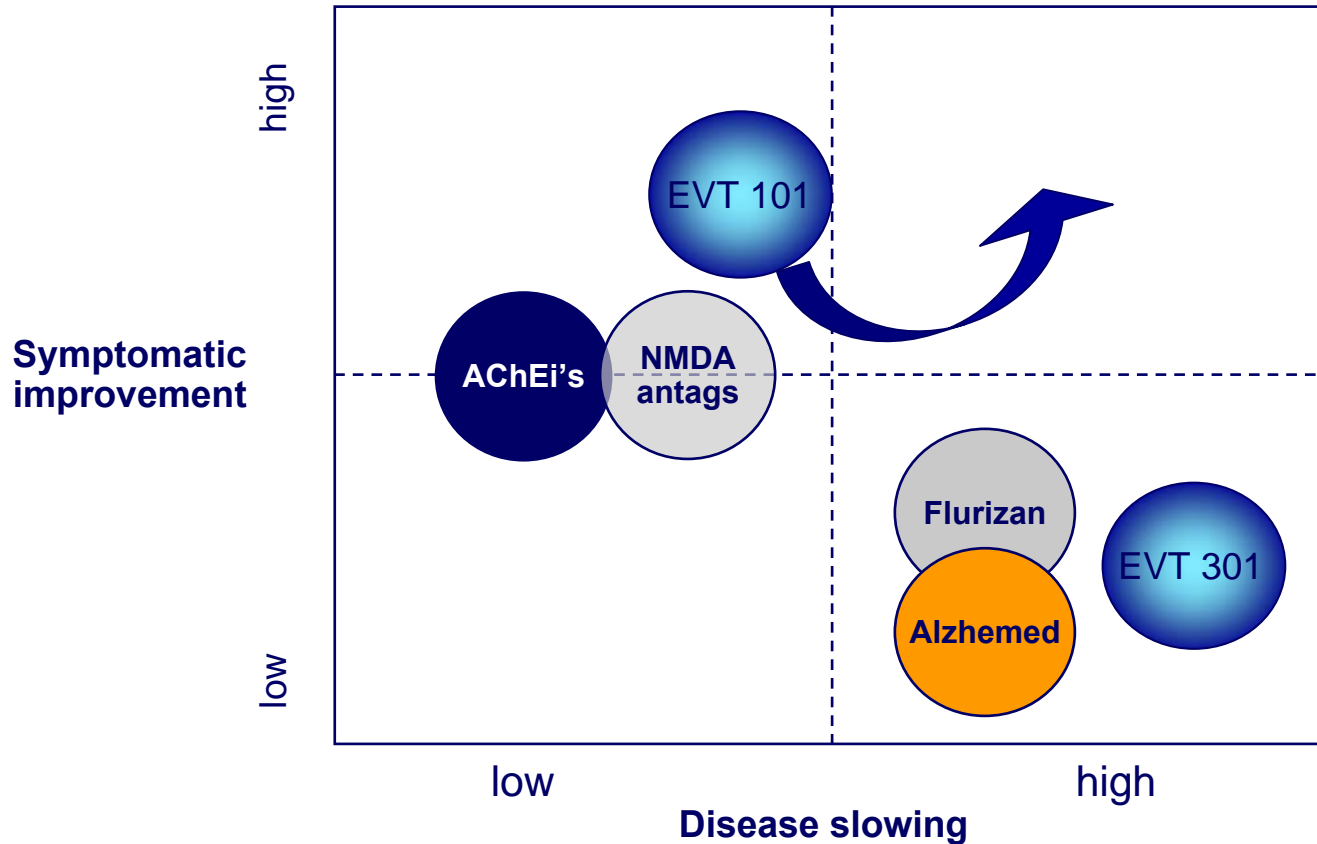 high
EVT 101
Symptomatic
improvement
AChEi's
NMDA
antags
Flurizan
EVT 301
Alzhemed
low
low
high
Disease slowing